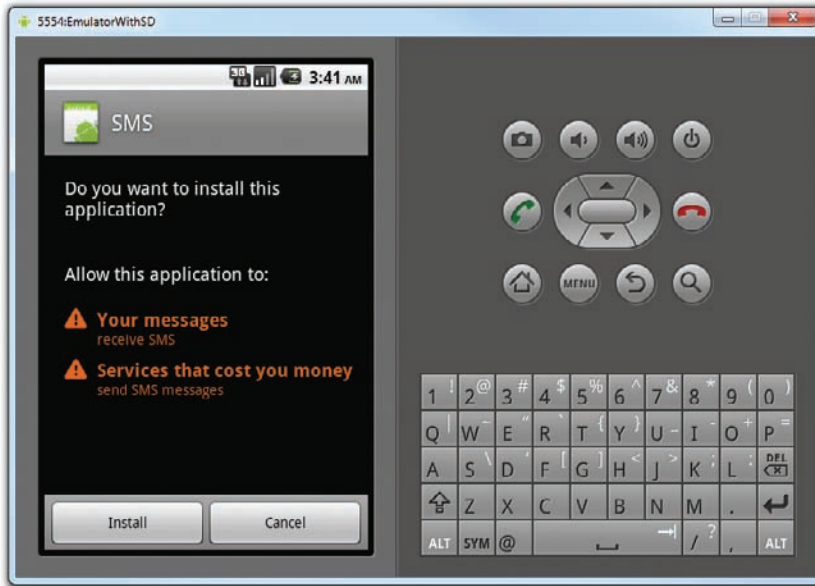 5554:EmulatorWithSD
3G 3:41 AM
SMS
Do you want to install this
application?
Allow this application to:
Your messages
receive SMS
Services that cost you money
send SMS messages
Install Cancel
MENU
1 ! 2 @ 3 # 4 $ 5 % 6 ^ 7 & 8 * 9 ( 0 )
Q | W ~ E " R ` T { Y } U _ I - O + P =
A S \ D ' F [ G ] H < J > K ; L : DEL
Z X C V B N M .
ALT SYM @ / ? , ALT